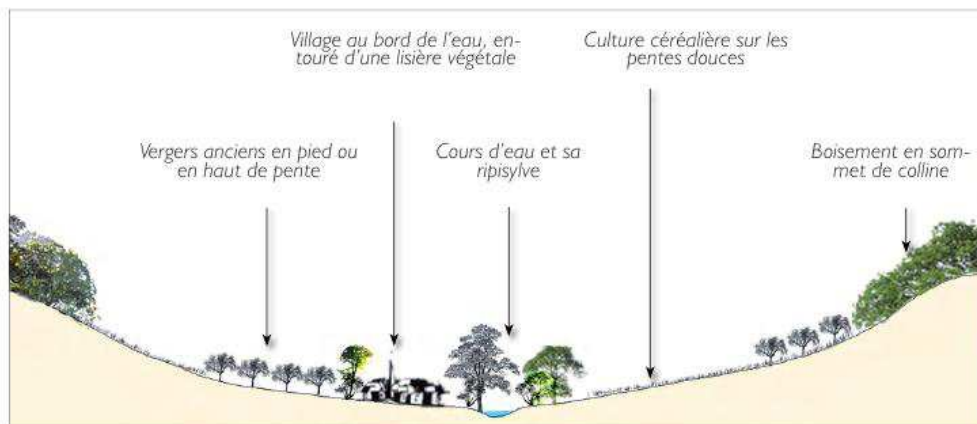 Village au bord de l'eau, en-
touré d'une lisière végétale
Culture céréalière sur les
pentes douces
Vergers anciens en pied ou
en haut de pente
Cours d'eau et sa
ripisylve
Boisement en som-
met de colline